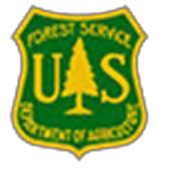 FOREST SERVICE
U S
DEPARTMENT OF AGRICULTURE